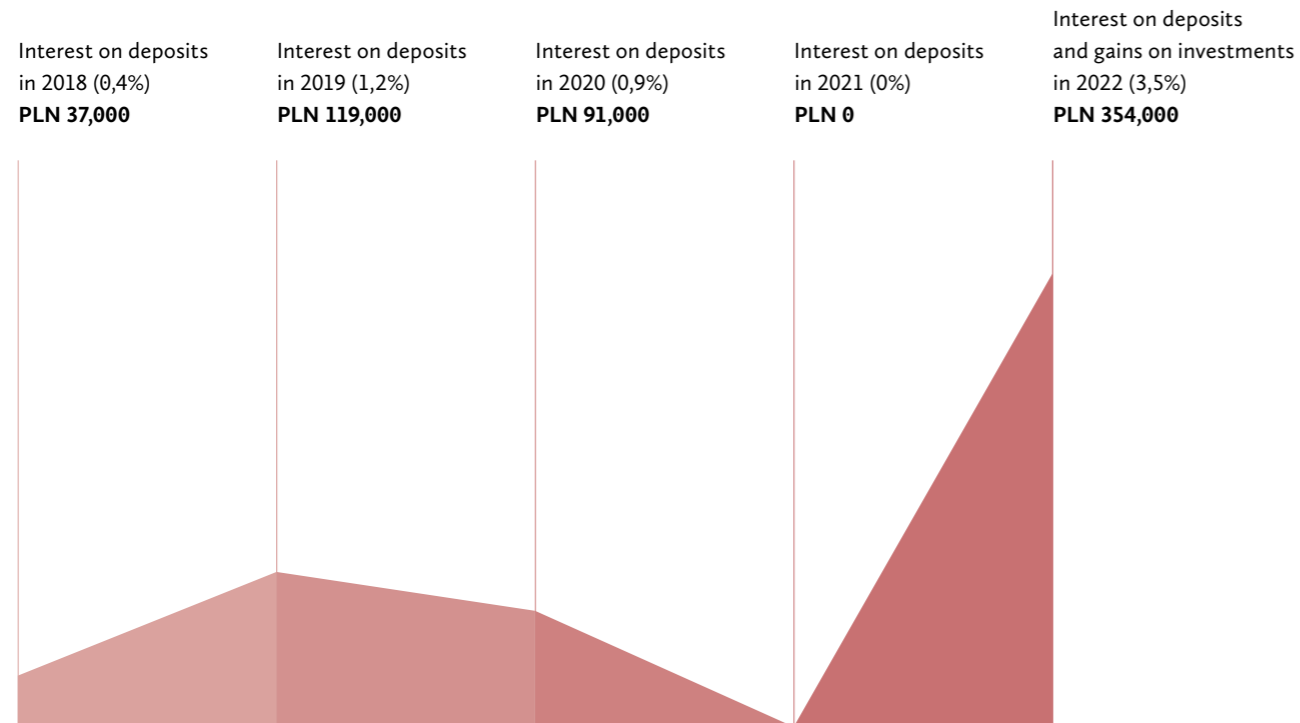 Interest on deposits
in 2018 (0,4%)
PLN 37,000
Interest on deposits
in 2019 (1,2%)
PLN 119,000
Interest on deposits
in 2020 (0,9%)
PLN 91,000
Interest on deposits
in 2021 (0%)
PLN 0
Interest on deposits
and gains on investments
in 2022 (3,5%)
PLN 354,000